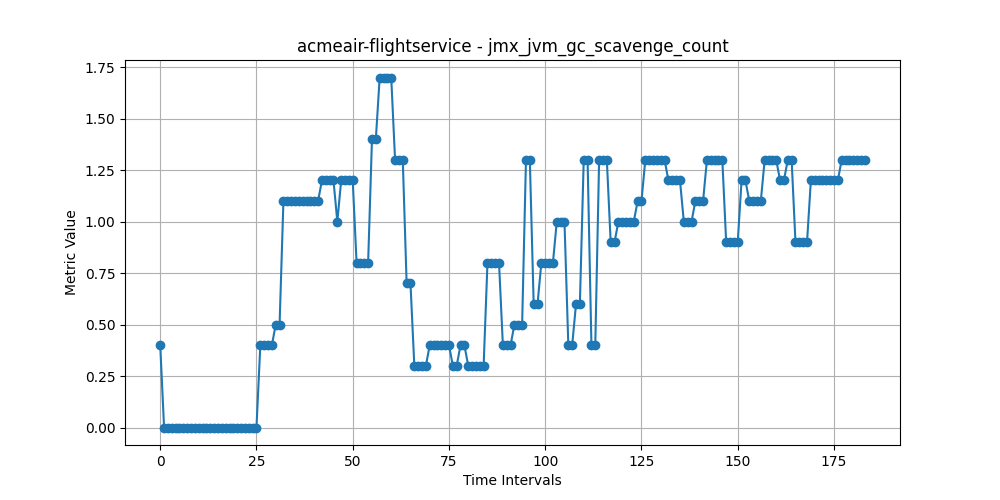 acmeair-flightservice - jmx_jvm_gc_scavenge_count
1.75
1.50
1.25
1.00
0.75
0.50
0.25
0.00
Metric Value
0 25 50 75 100 125 150 175
Time Intervals